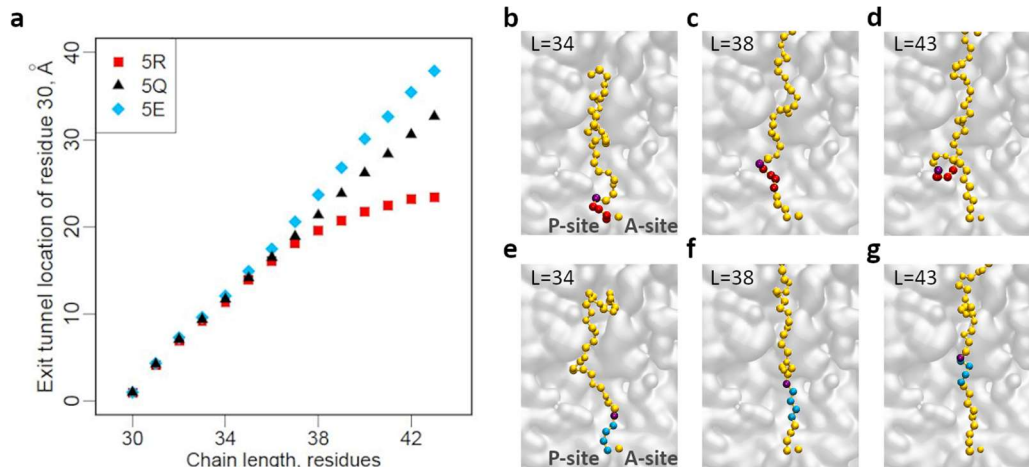 a
Exit tunnel location of residue 30, Å
40
30
20
10
0
5R
5Q
5E
30
34
38
42
Chain length, residues
b
L=34
P-site
A-site
c
L=38
d
L=43
e
L=34
P-site
A-site
f
L=38
g
L=43